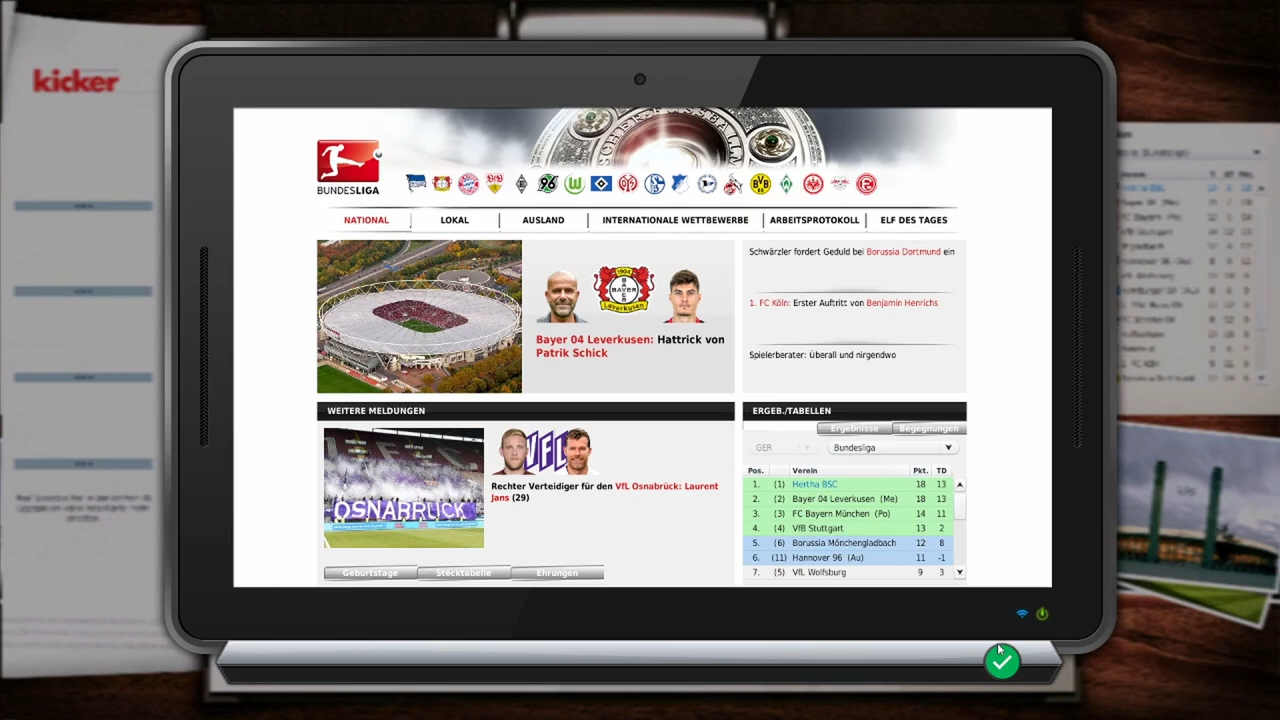 kicker
BUNDESLIGA
NATIONAL
LOKAL
AUSLAND
INTERNATIONALE WETTBEWERBE
ARBEITSPROTOKOLL
ELF DES TAGES
Bayer 04 Leverkusen: Hattrick von
Patrik Schick
Schwärzler fordert Geduld bei Borussia Dortmund ein
1. FC Köln: Erster Auftritt von Benjamin Henrichs
Spielerberater: Überall und nirgendwo
WEITERE MELDUNGEN
OSNABRÜCK
Rechter Verteidiger für den VfL Osnabrück: Laurent
Jans (29)
Geburtstage
Stecktabelle
Ehrungen
ERGEB./TABELLEN
Ergebnisse
Begegnungen
GER
Bundesliga
Pos. Verein Pkt. TD
1. (1) Hertha BSC 18 13
2. (2) Bayer 04 Leverkusen (Me) 18 13
3. (3) FC Bayern München (Po) 14 11
4. (4) VfB Stuttgart 13 2
5. (6) Borussia Mönchengladbach 12 8
6. (11) Hannover 96 (Au) 11 -1
7. (5) VfL Wolfsburg 9 3